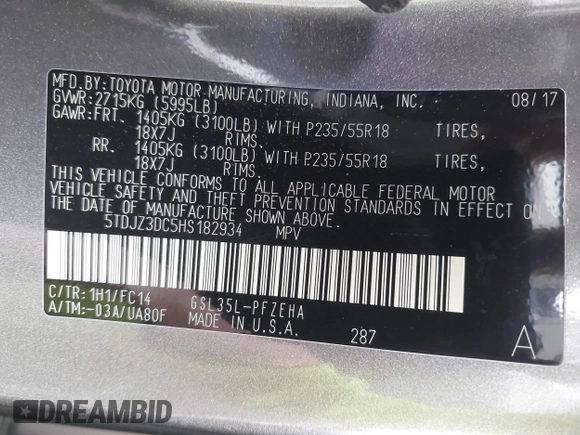 MFD.BY:TOYOTA MOTOR MANUFACTURING, INDIANA, INC. 08/17
GVWR:2715KG (5995LB)
GAWR:FRT. 1405KG (3100LB) WITH P235/55R18 TIRES,
18X7J RIMS.
RR. 1405KG (3100LB) WITH P235/55R18 TIRES,
18X7J RIMS.
THIS VEHICLE CONFORMS TO ALL APPLICABLE FEDERAL MOTOR
VEHICLE SAFETY AND THEFT PREVENTION STANDARDS IN EFFECT ON
THE DATE OF MANUFACTURE SHOWN ABOVE.
5TDJZ3DC5HS182934 MPV
C/TR:1H1/FC14 GSL35L-PFZEHA
A/TM:-03A/UA80F MADE IN U.S.A. 287 A
DREAMBID